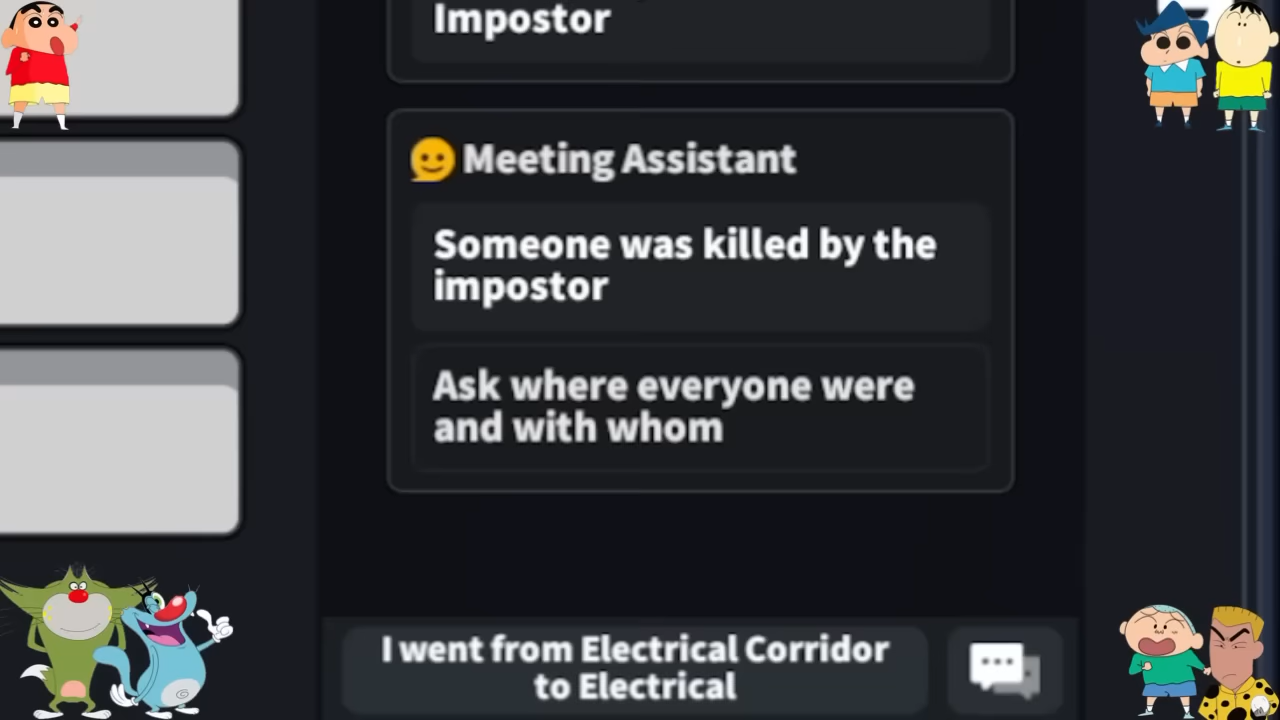 Impostor
Meeting Assistant
Someone was killed by the
impostor
Ask where everyone were
and with whom
I went from Electrical Corridor
to Electrical